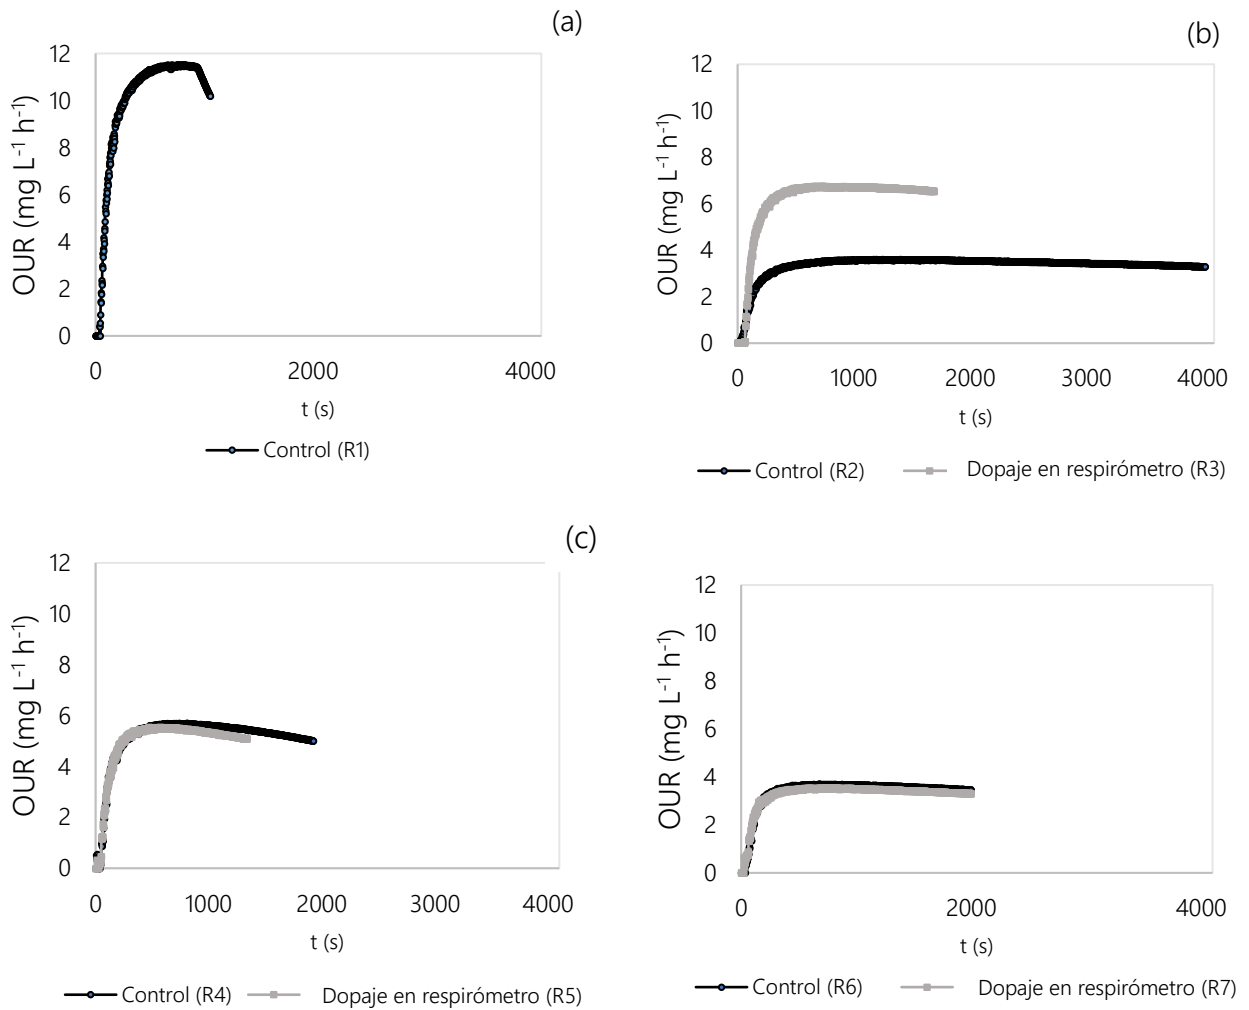 (a)
12
10
8
6
4
2
0
OUR (mg L-1 h-1)
0 2000 4000
t (s)
Control (R1)
(b)
12
10
8
6
4
2
0
OUR (mg L-1 h-1)
0 1000 2000 3000 4000
t (s)
Control (R2) Dopaje en respirómetro (R3)
(c)
12
10
8
6
4
2
0
OUR (mg L-1 h-1)
0 1000 2000 3000 4000
t (s)
Control (R4) Dopaje en respirómetro (R5)
12
10
8
6
4
2
0
OUR (mg L-1 h-1)
0 2000 4000
t (s)
Control (R6) Dopaje en respirómetro (R7)